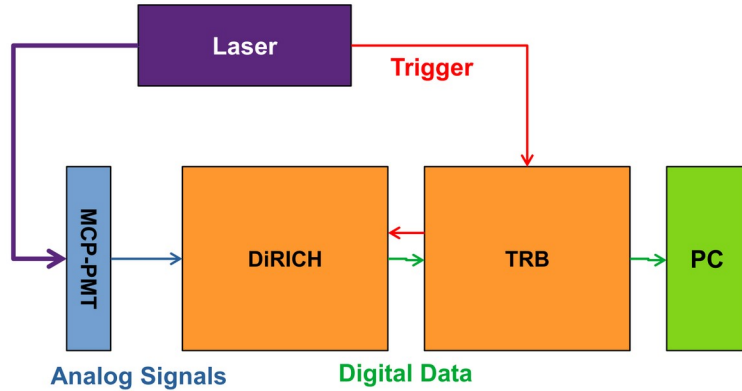 Laser
Trigger
MCP-PMT
DiRICH
TRB
PC
Analog Signals
Digital Data